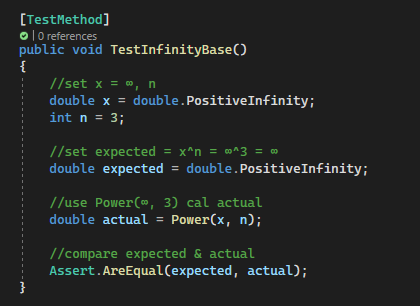 [TestMethod]
| 0 references
public void TestInfinityBase()
{
//set x = ∞, n
double x = double.PositiveInfinity;
int n = 3;
//set expected = x^n = ∞^3 = ∞
double expected = double.PositiveInfinity;
//use Power(∞, 3) cal actual
double actual = Power(x, n);
//compare expected & actual
Assert.AreEqual(expected, actual);
}